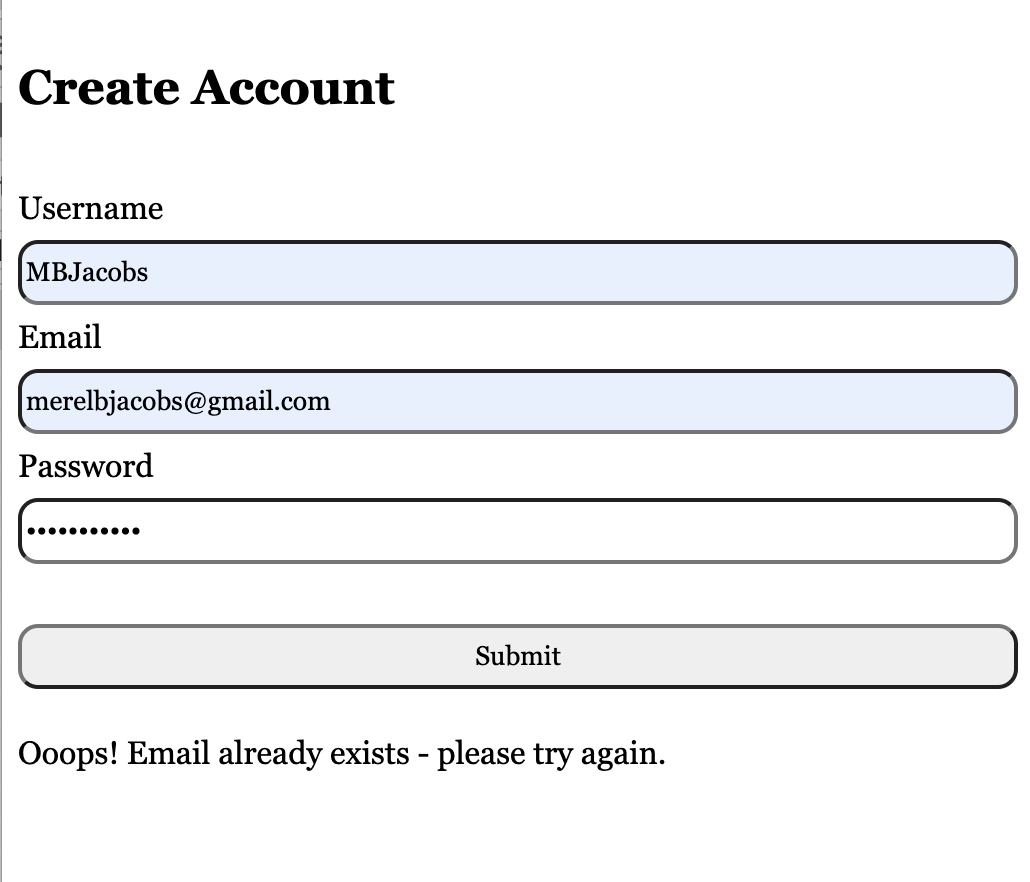 Create Account
Username
MBJacobs
Email
merelbjacobs@gmail.com
Password
•••••••••••
Submit
Ooops! Email already exists - please try again.